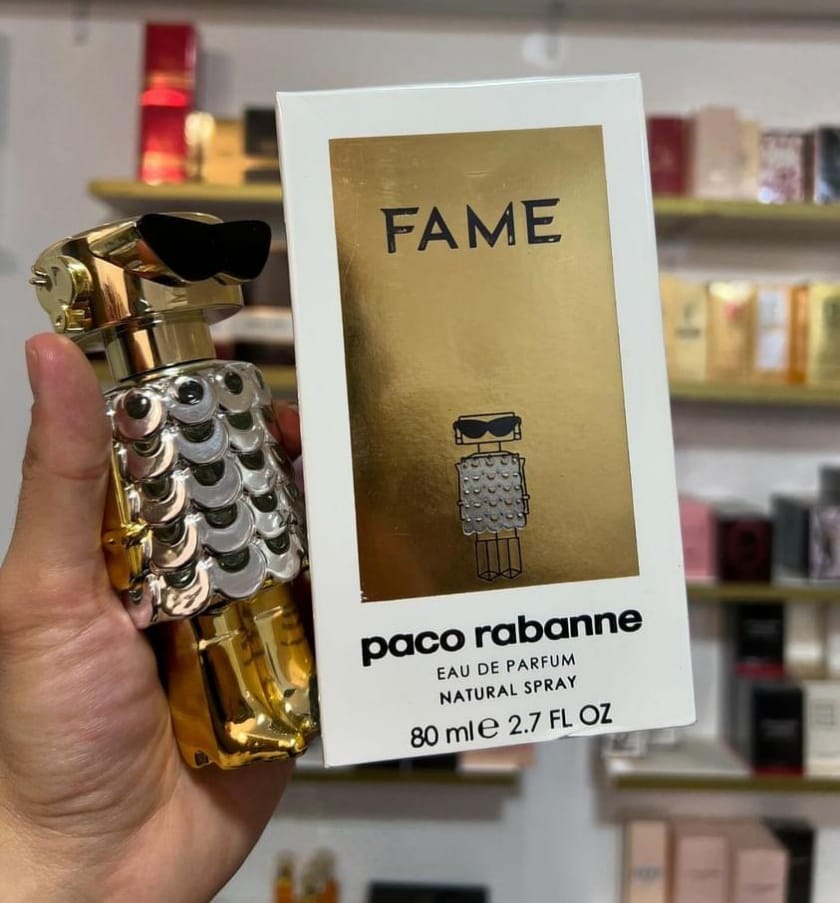 FAME
paco rabanne
EAU DE PARFUM
NATURAL SPRAY
80 ml e 2.7 FL OZ